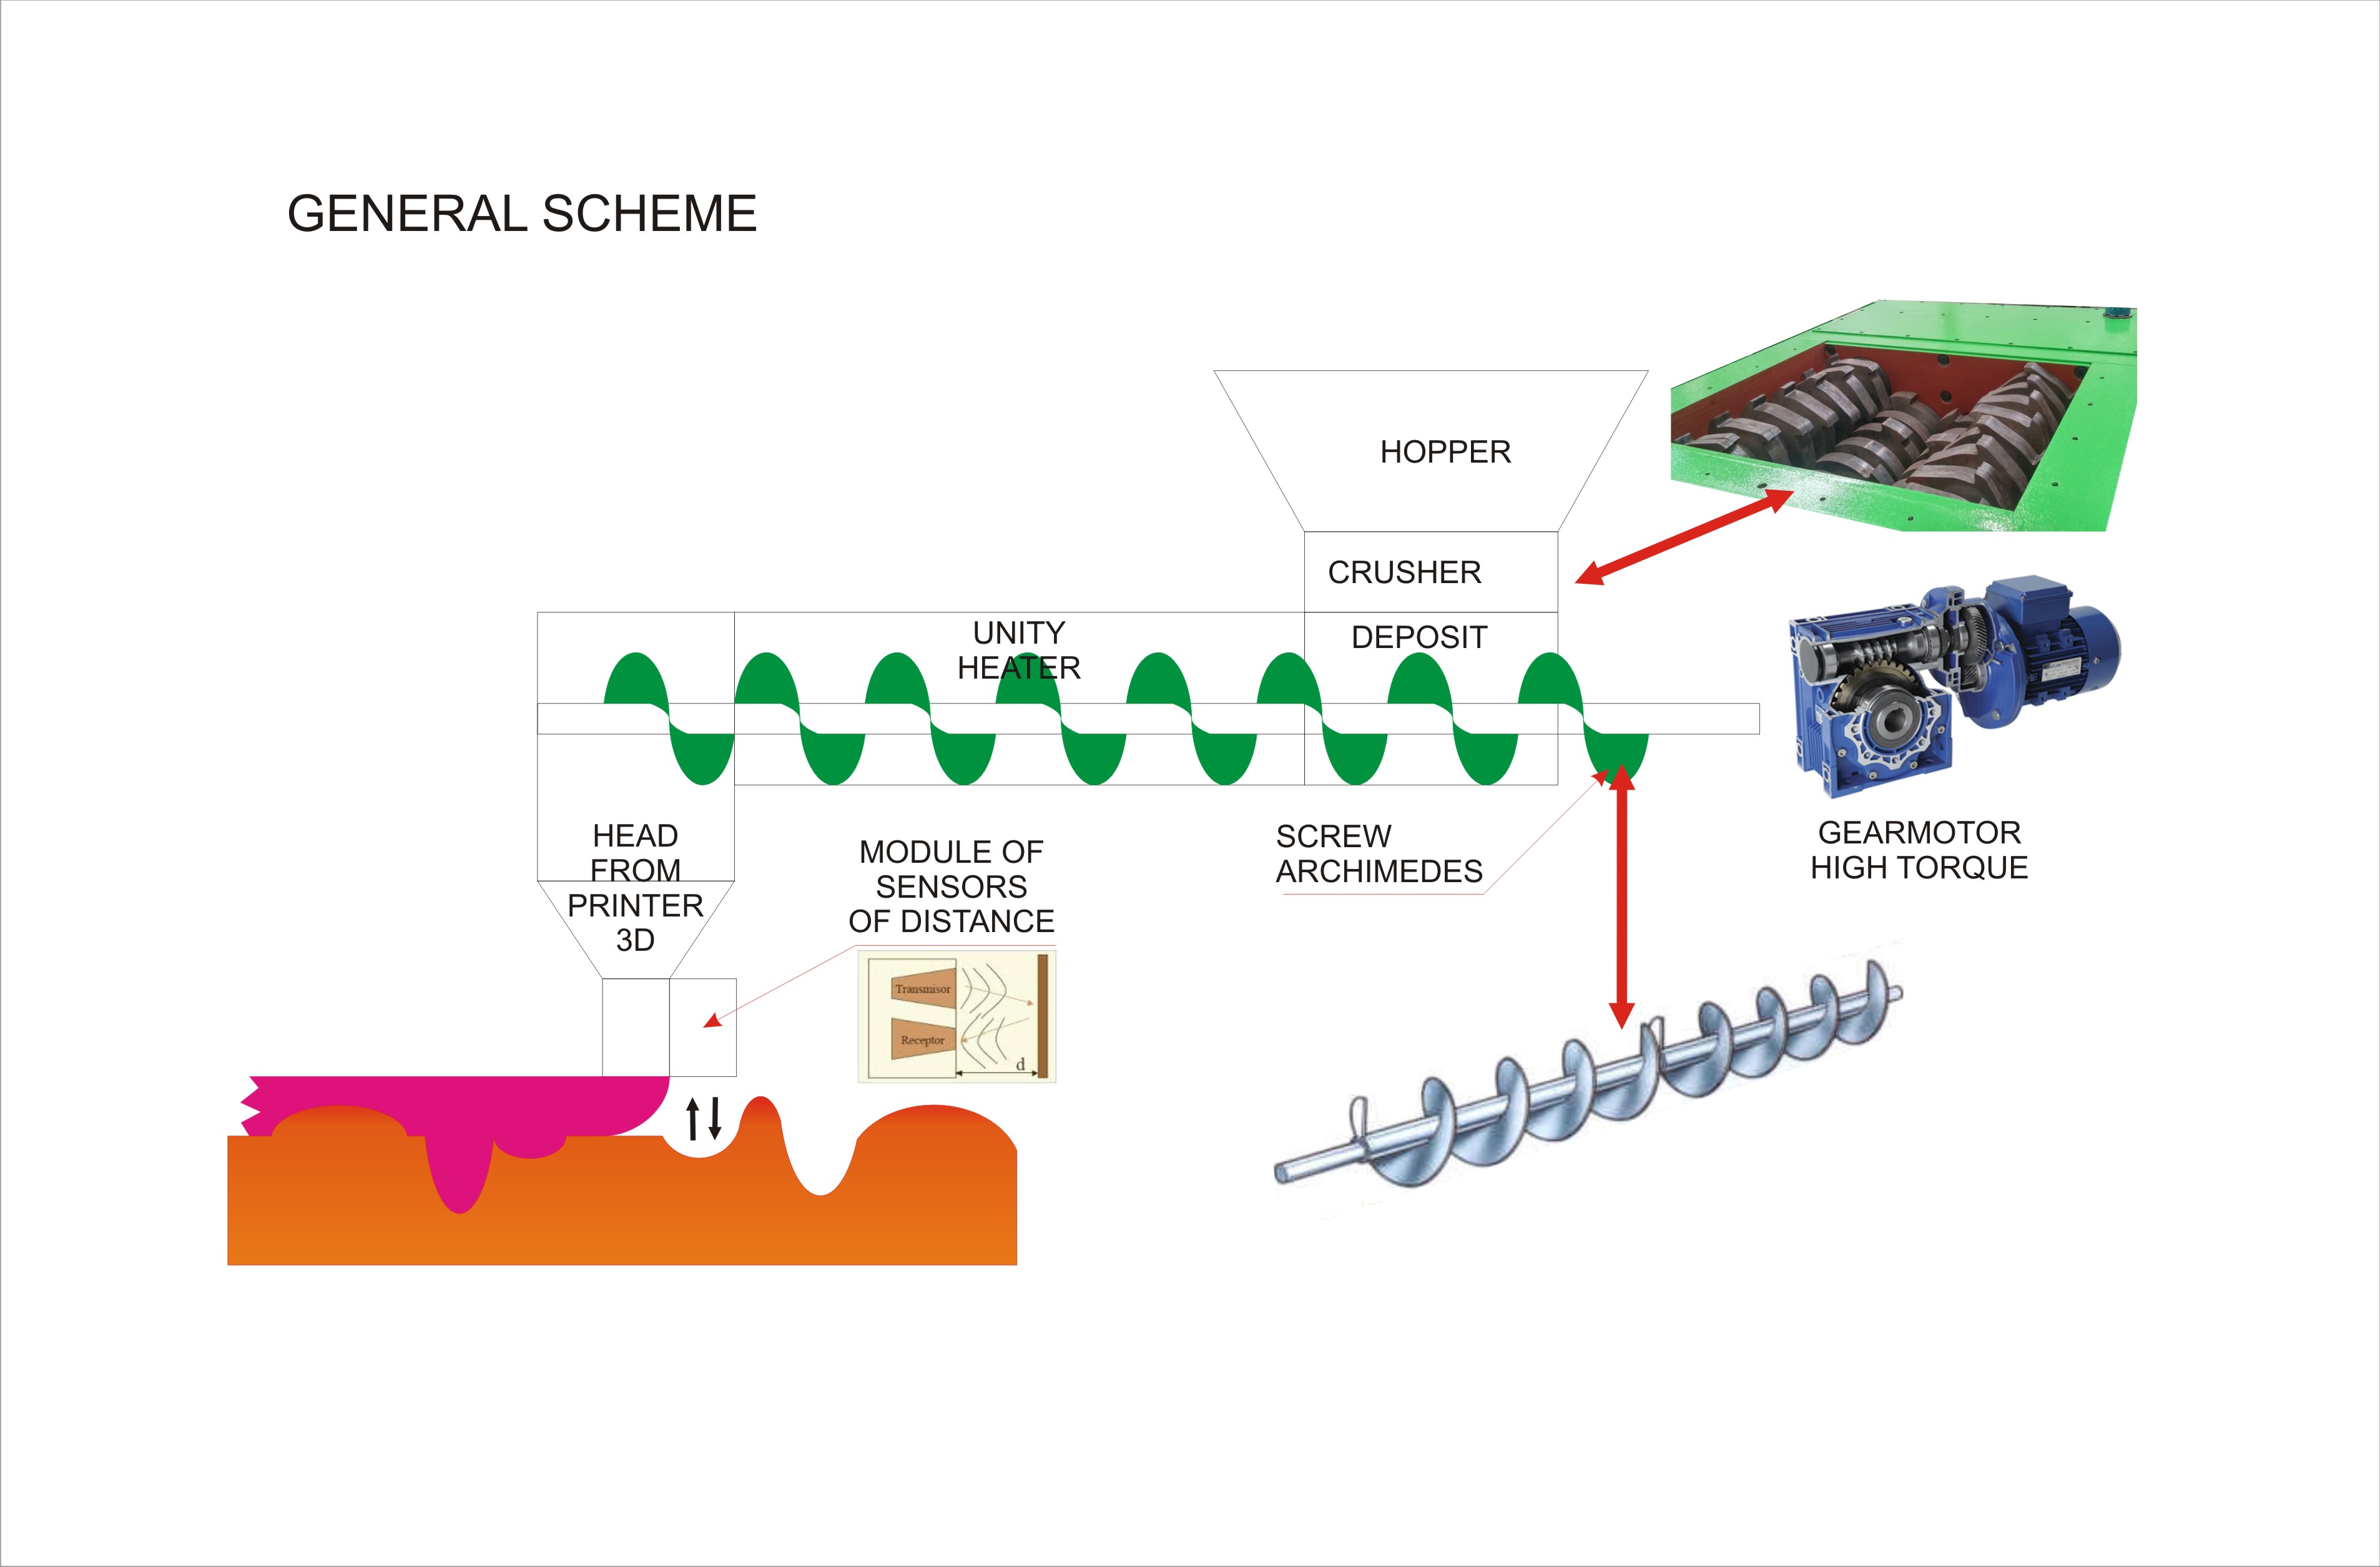 GENERAL SCHEME
HOPPER
CRUSHER
UNITY
HEATER
DEPOSIT
HEAD
FROM
PRINTER
3D
MODULE OF
SENSORS
OF DISTANCE
Transmisor
Receptor
d
SCREW
ARCHIMEDES
GEARMOTOR
HIGH TORQUE